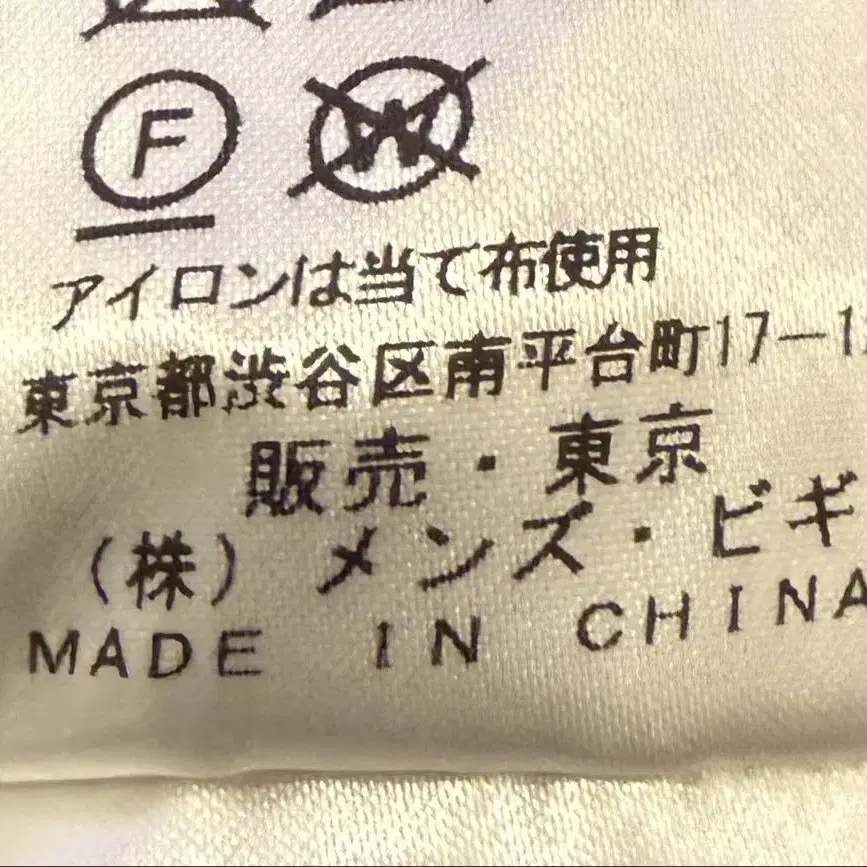 F W
アイロンは当て布使用
東京都渋谷区南平台町17-1
販売・東京
(株) メンズ・ビギ
MADE IN CHINA